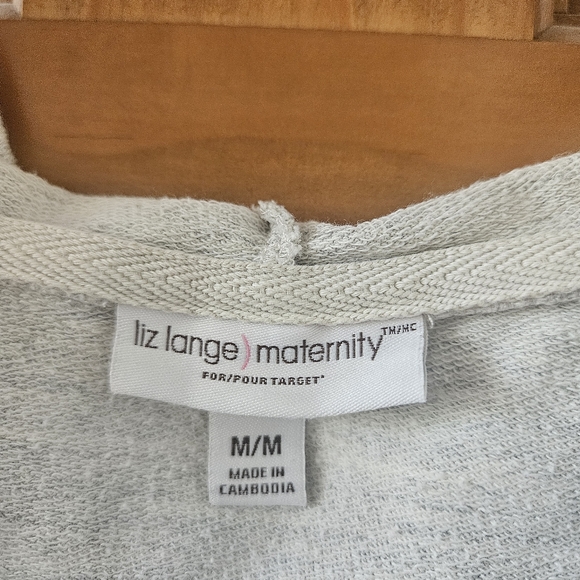 liz lange) maternity TM/MC
FOR/POUR TARGET*
M/M
MADE IN
CAMBODIA